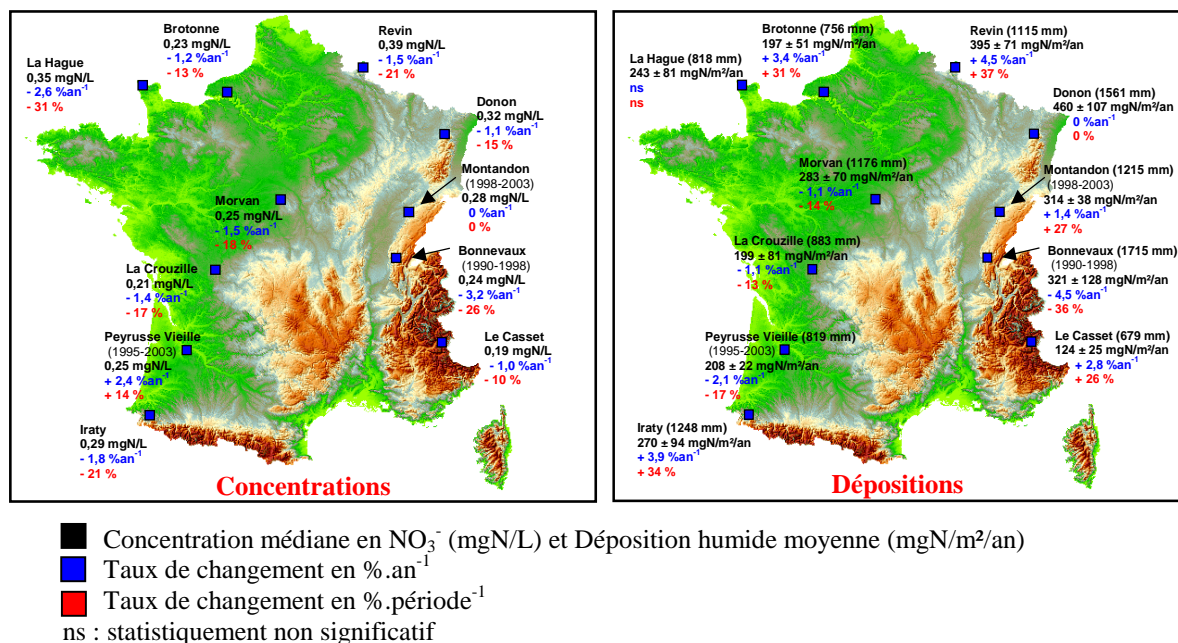 Brotonne
0,23 mgN/L
- 1,2 %an⁻¹
- 13 %
Revin
0,39 mgN/L
- 1,5 %an⁻¹
- 21 %
La Hague
0,35 mgN/L
- 2,6 %an⁻¹
- 31 %
Donon
0,32 mgN/L
- 1,1 %an⁻¹
- 15 %
Montandon
(1998-2003)
0,28 mgN/L
0 %an⁻¹
0 %
Morvan
0,25 mgN/L
- 1,5 %an⁻¹
- 18 %
Bonnevaux
(1990-1998)
0,24 mgN/L
- 3,2 %an⁻¹
- 26 %
La Crouzille
0,21 mgN/L
- 1,4 %an⁻¹
- 17 %
Peyrusse Vieille
(1995-2003)
0,25 mgN/L
+ 2,4 %an⁻¹
+ 14 %
Le Casset
0,19 mgN/L
- 1,0 %an⁻¹
- 10 %
Iraty
0,29 mgN/L
- 1,8 %an⁻¹
- 21 %
Concentrations
Brotonne (756 mm)
197 ± 51 mgN/m²/an
+ 3,4 %an⁻¹
+ 31 %
Revin (1115 mm)
395 ± 71 mgN/m²/an
+ 4,5 %an⁻¹
+ 37 %
La Hague (818 mm)
243 ± 81 mgN/m²/an
ns
ns
Donon (1561 mm)
460 ± 107 mgN/m²/an
0 %an⁻¹
0 %
Morvan (1176 mm)
283 ± 70 mgN/m²/an
- 1,1 %an⁻¹
- 14 %
Montandon (1215 mm)
(1998-2003)
314 ± 38 mgN/m²/an
+ 1,4 %an⁻¹
+ 27 %
La Crouzille (883 mm)
199 ± 81 mgN/m²/an
- 1,1 %an⁻¹
- 13 %
Bonnevaux (1715 mm)
(1990-1998)
321 ± 128 mgN/m²/an
- 4,5 %an⁻¹
- 36 %
Peyrusse Vieille (819 mm)
(1995-2003)
208 ± 22 mgN/m²/an
- 2,1 %an⁻¹
- 17 %
Le Casset (679 mm)
124 ± 25 mgN/m²/an
+ 2,8 %an⁻¹
+ 26 %
Iraty (1248 mm)
270 ± 94 mgN/m²/an
+ 3,9 %an⁻¹
+ 34 %
Dépositions
Concentration médiane en NO₃⁻ (mgN/L) et Déposition humide moyenne (mgN/m²/an)
Taux de changement en %.an⁻¹
Taux de changement en %.période⁻¹
ns : statistiquement non significatif